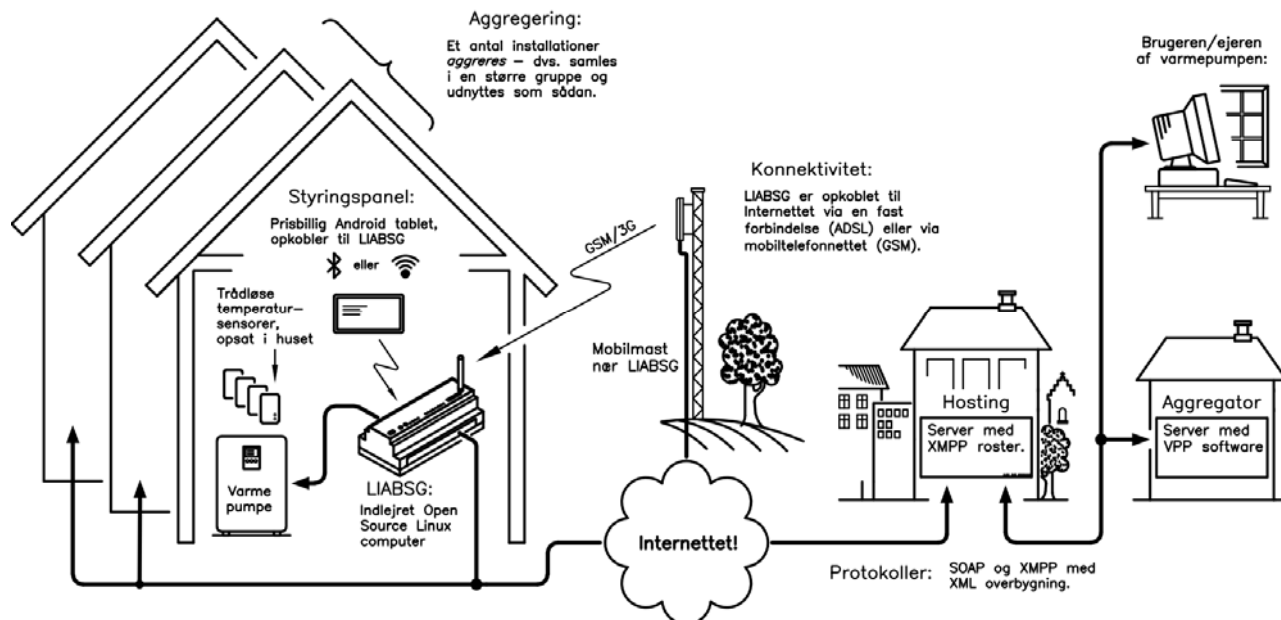 Aggregering:
Et antal installationer
aggreres – dvs. samles
i en større gruppe og
udnyttes som sådan.
Styringspanel:
Prisbillig Android tablet,
opkobler til LIABSG
eller
Trådløse
temperatur-
sensorer,
opsat i huset
Varme
pumpe
LIABSG:
Indlejret Open
Source Linux
computer
GSM/3G
Konnektivitet:
LIABSG er opkoblet til
Internettet via en fast
forbindelse (ADSL) eller via
mobiltelefonnettet (GSM).
Mobilmast
nær LIABSG
Internettet!
Brugeren/ejeren
af varmepumpen:
Hosting
Server med
XMPP roster.
Aggregator
Server med
VPP software
Protokoller:
SOAP og XMPP med
XML overbygning.